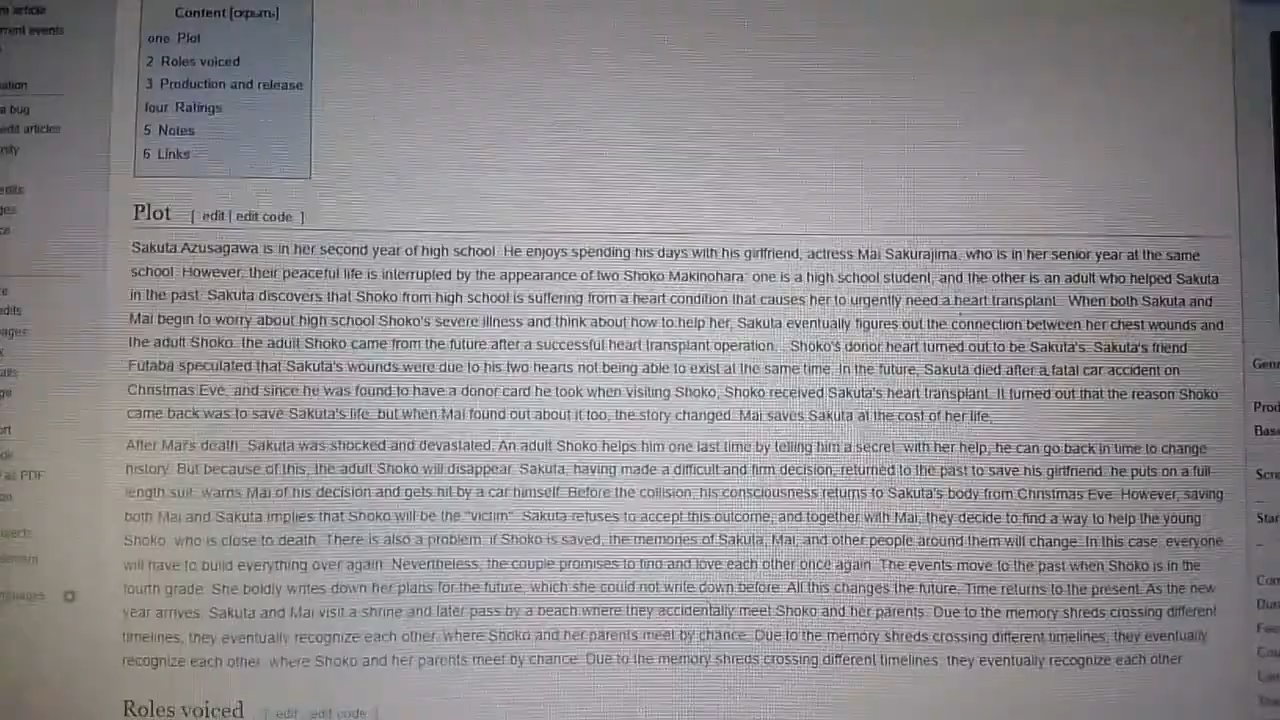 article
rrent events
ation
a bug
edit articles
edits
Content
one Plot
2 Roles voiced
3 Production and release
four Ratings
5 Notes
6 Links
Plot [ edit | edit code ]
Sakuta Azusagawa is in her second year of high school. He enjoys spending his days with his girlfriend, actress Mai Sakurajima, who is in her senior year at the same
school. However, their peaceful life is interrupted by the appearance of two Shoko Makinohara: one is a high school student, and the other is an adult who helped Sakuta
in the past. Sakuta discovers that Shoko from high school is suffering from a heart condition that causes her to urgently need a heart transplant. When both Sakuta and
Mai begin to worry about high school Shoko's severe illness and think about how to help her, Sakuta eventually figures out the connection between her chest wounds and
the adult Shoko. the adult Shoko came from the future after a successful heart transplant operation. Shoko's donor heart turned out to be Sakuta's. Sakuta's friend
Futaba speculated that Sakuta's wounds were due to his two hearts not being able to exist at the same time. In the future, Sakuta died after a fatal car accident on
Christmas Eve, and since he was found to have a donor card he took when visiting Shoko, Shoko received Sakuta's heart transplant. It turned out that the reason Shoko
came back was to save Sakuta's life, but when Mai found out about it too, the story changed. Mai saves Sakuta at the cost of her life.
After Mai's death, Sakuta was shocked and devastated. An adult Shoko helps him one last time by telling him a secret: with her help, he can go back in time to change
history. But because of this, the adult Shoko will disappear. Sakuta, having made a difficult and firm decision, returned to the past to save his girlfriend: he puts on a full-
length suit, warns Mai of his decision and gets hit by a car himself. Before the collision, his consciousness returns to Sakuta's body from Christmas Eve. However, saving
both Mai and Sakuta implies that Shoko will be the "victim". Sakuta refuses to accept this outcome, and together with Mai, they decide to find a way to help the young
Shoko, who is close to death. There is also a problem: if Shoko is saved, the memories of Sakuta, Mai, and other people around them will change. In this case, everyone
will have to build everything over again. Nevertheless, the couple promises to find and love each other once again. The events move to the past when Shoko is in the
fourth grade. She boldly writes down her plans for the future, which she could not write down before. All this changes the future. Time returns to the present. As the new
year arrives, Sakuta and Mai visit a shrine and later pass by a beach where they accidentally meet Shoko and her parents. Due to the memory shreds crossing different
timelines, they eventually recognize each other. where Shoko and her parents meet by chance. Due to the memory shreds crossing different timelines, they eventually
recognize each other. where Shoko and her parents meet by chance. Due to the memory shreds crossing different timelines, they eventually recognize each other
Roles voiced [ edit edit code ]
as PDF
Genr
Prod
Base
Star